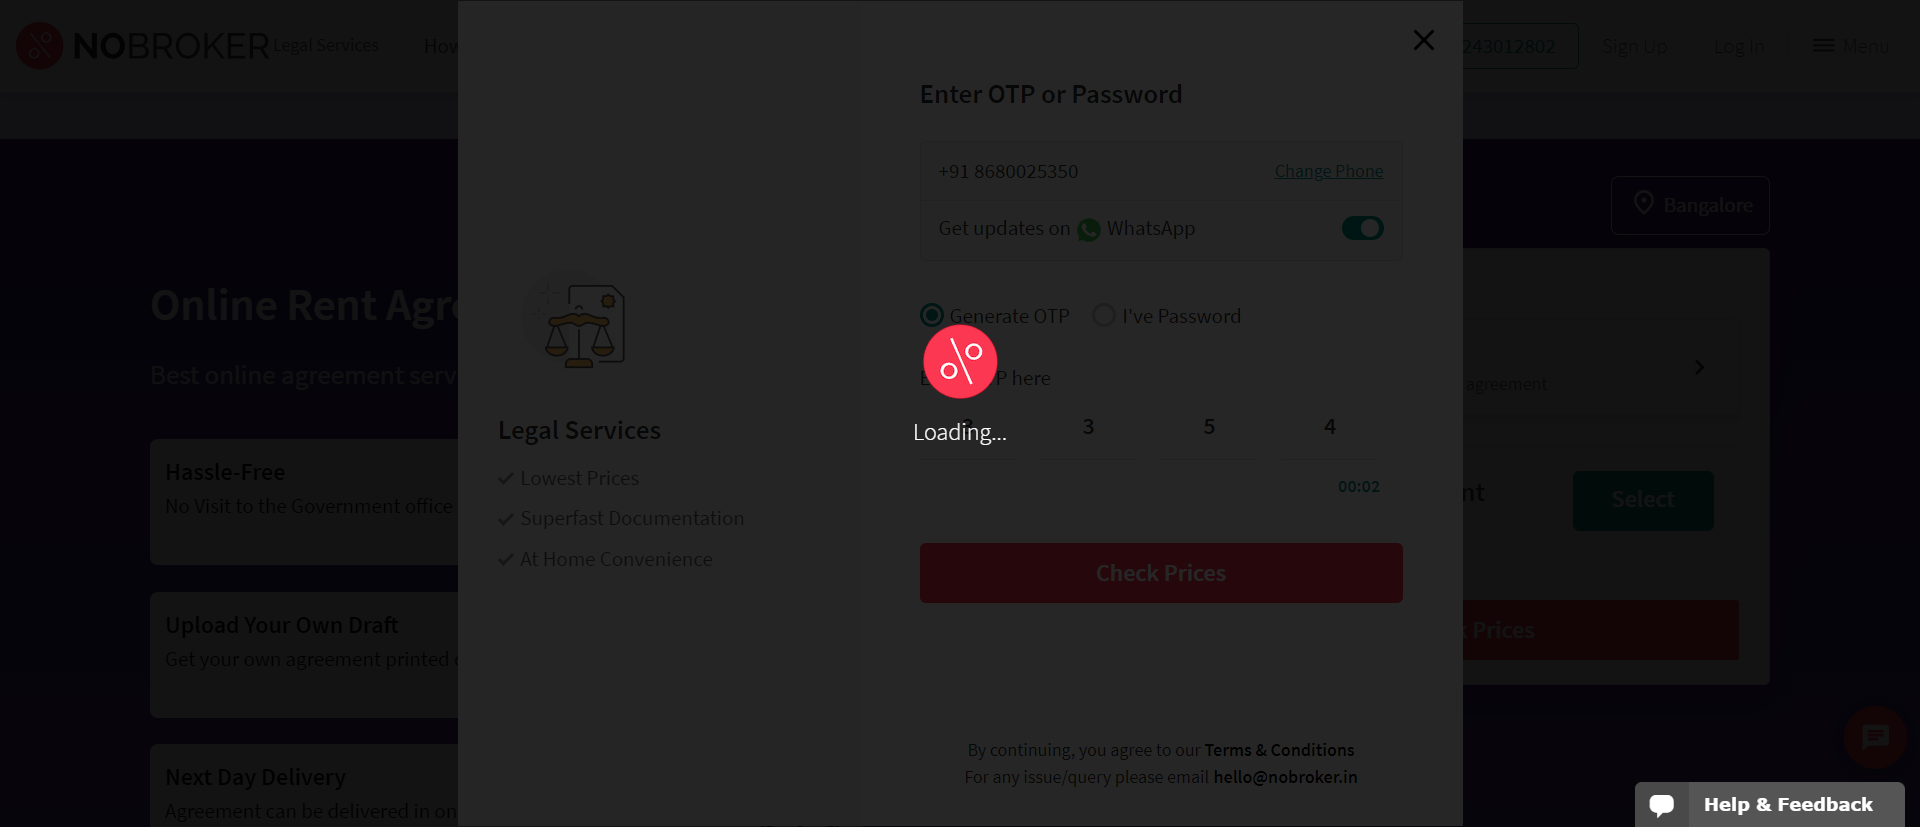 NOBROKER Legal Services
How
243012802
Sign Up
Log In
Menu
Enter OTP or Password
+91 8680025350
Change Phone
Get updates on WhatsApp
Bangalore
Generate OTP
I've Password
Online Rent Agre
Best online agreement serv
P here
Loading...
3
5
4
00:02
agreement
Legal Services
Lowest Prices
Superfast Documentation
At Home Convenience
Hassle-Free
No Visit to the Government office
nt
Select
Check Prices
Upload Your Own Draft
Get your own agreement printed
k Prices
By continuing, you agree to our Terms & Conditions
For any issue/query please email hello@nobroker.in
Next Day Delivery
Agreement can be delivered in on
Help & Feedback